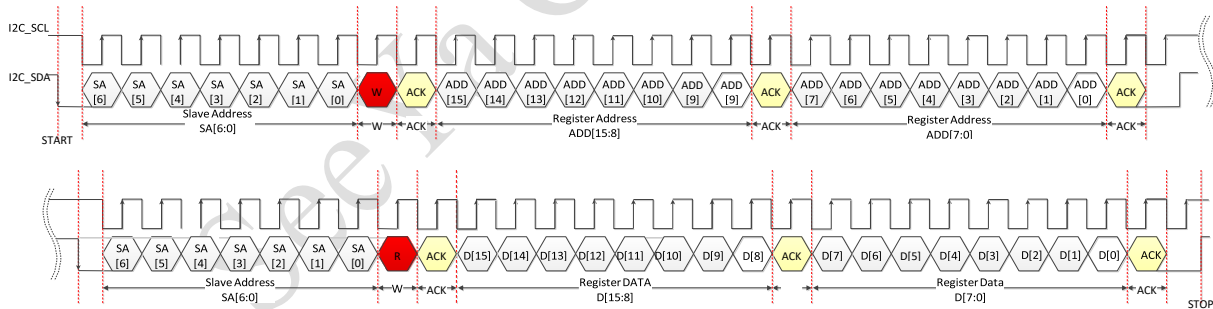 See Ya
I2C_SCL
I2C_SDA
SA [6] SA [5] SA [4] SA [3] SA [2] SA [1] SA [0] W ACK ADD [15] ADD [14] ADD [13] ADD [12] ADD [11] ADD [10] ADD [9] ADD [9] ACK ADD [7] ADD [6] ADD [5] ADD [4] ADD [3] ADD [2] ADD [1] ADD [0] ACK
Slave Address W ACK Register Address ACK Register Address ACK
SA[6:0] ADD[15:8] ADD[7:0]
START
SA [6] SA [5] SA [4] SA [3] SA [2] SA [1] SA [0] R ACK D[15] D[14] D[13] D[12] D[11] D[10] D[9] D[8] ACK D[7] D[6] D[5] D[4] D[3] D[2] D[1] D[0] ACK
Slave Address W ACK Register DATA Register Data ACK
SA[6:0] D[15:8] D[7:0]
STOP